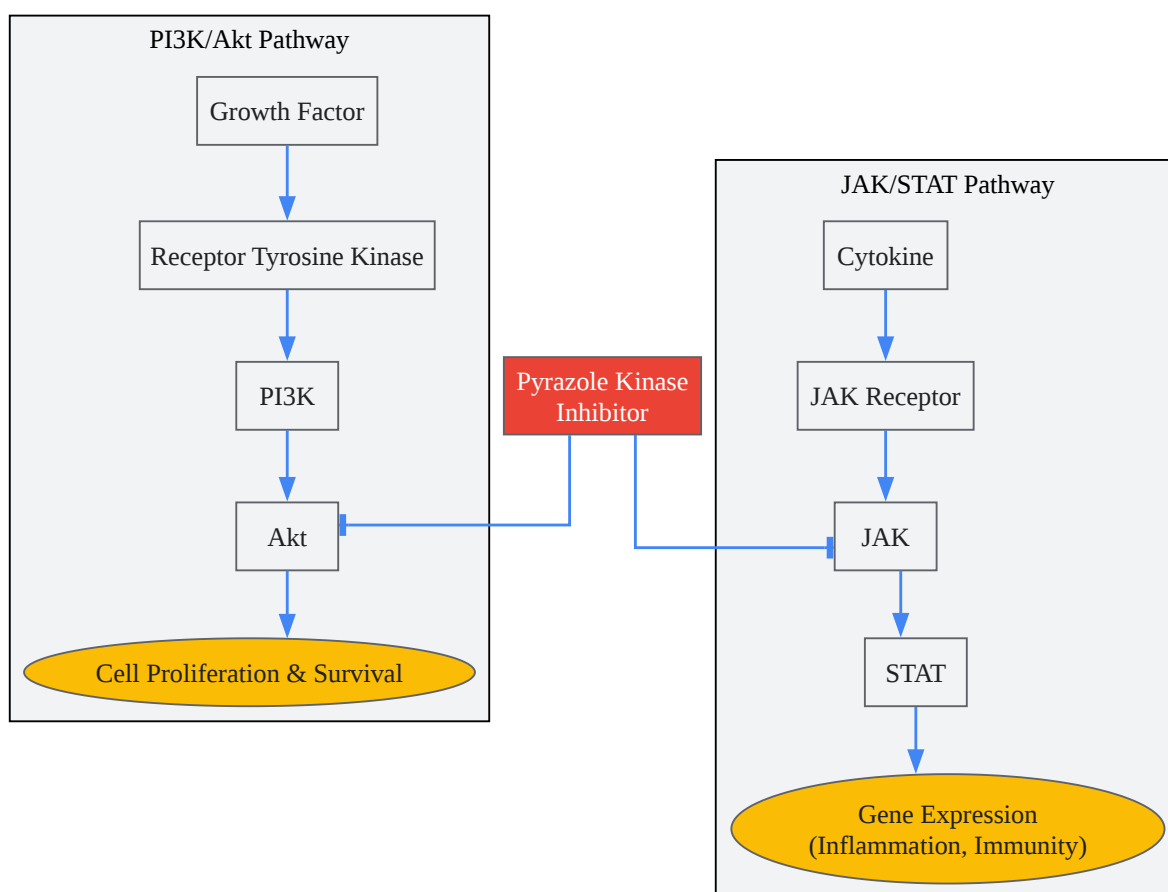 PI3K/Akt Pathway
Growth Factor
Receptor Tyrosine Kinase
PI3K
Akt
Cell Proliferation & Survival
Pyrazole Kinase
Inhibitor
JAK/STAT Pathway
Cytokine
JAK Receptor
JAK
STAT
Gene Expression
(Inflammation, Immunity)